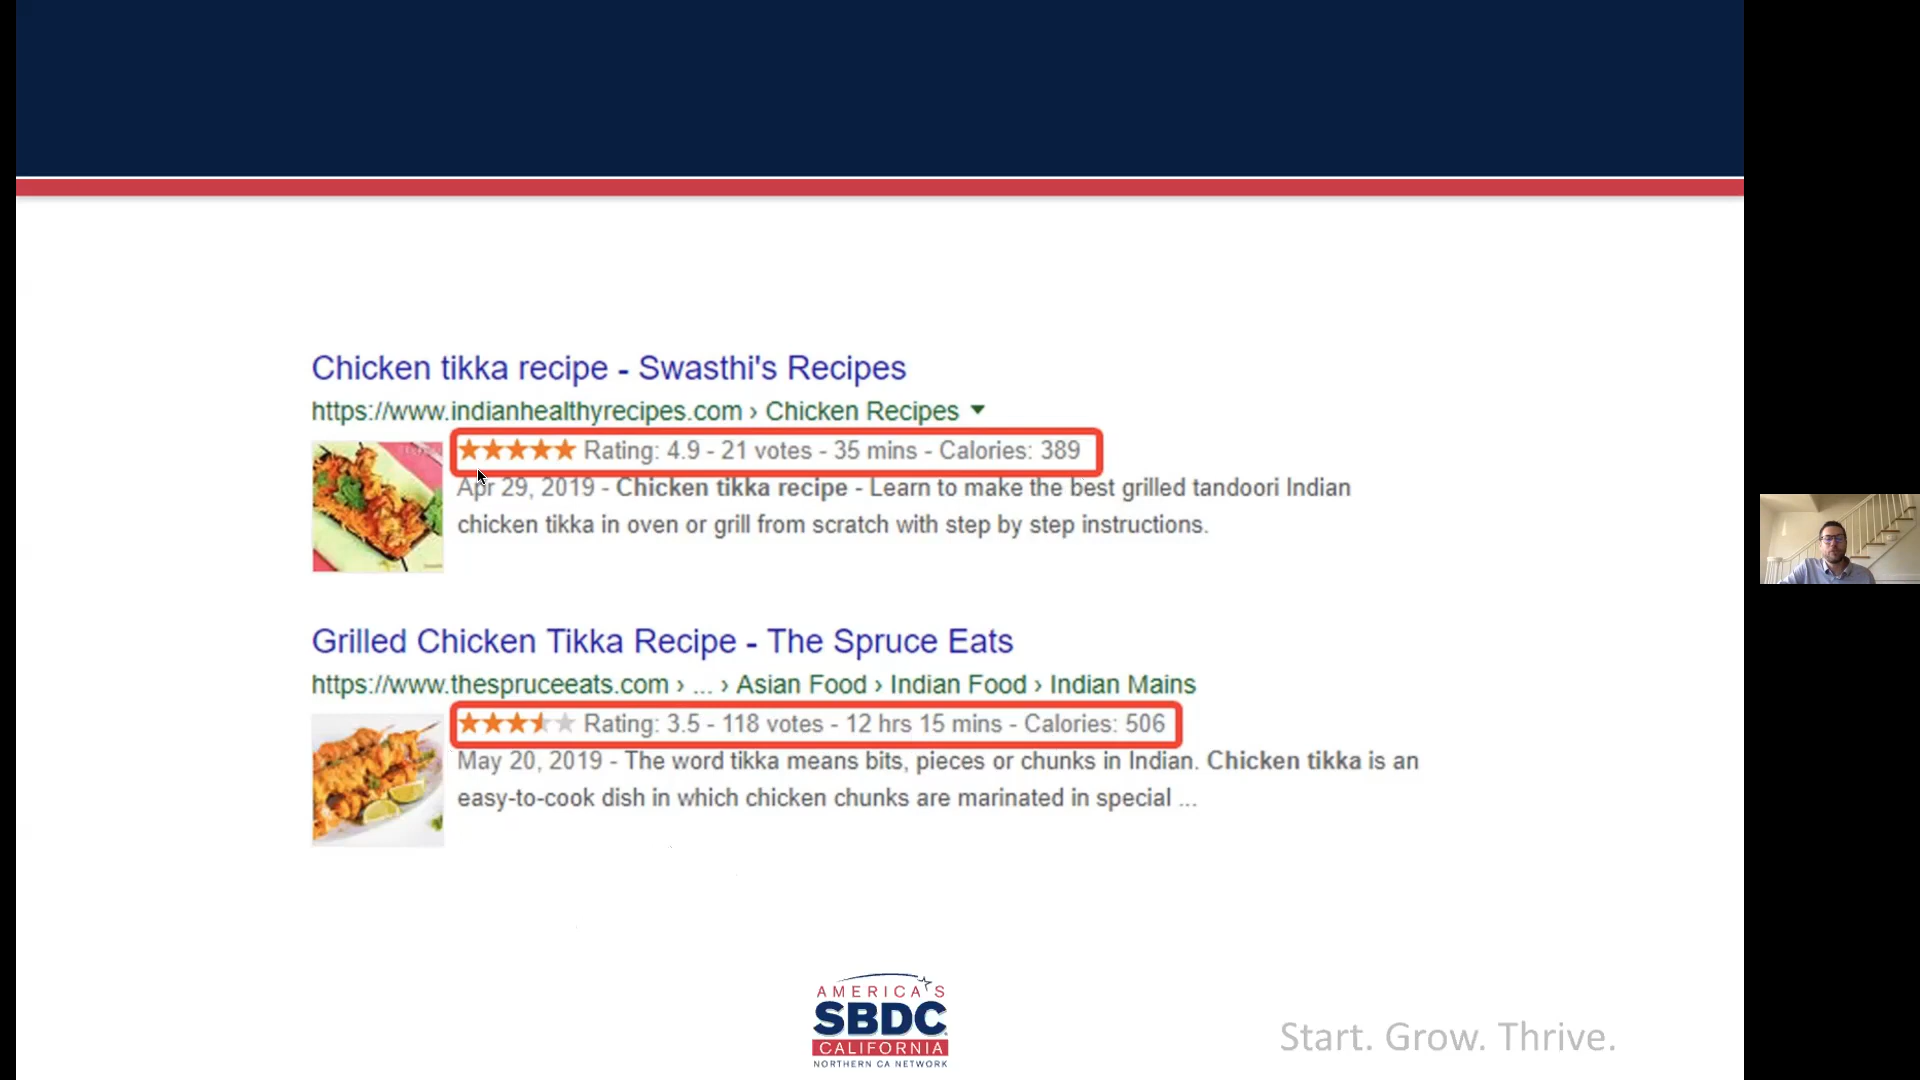 Chicken tikka recipe - Swasthi's Recipes
https://www.indianhealthyrecipes.com › Chicken Recipes
Rating: 4.9 - 21 votes - 35 mins - Calories: 389
Apr 29, 2019 - Chicken tikka recipe - Learn to make the best grilled tandoori Indian
chicken tikka in oven or grill from scratch with step by step instructions.
Grilled Chicken Tikka Recipe - The Spruce Eats
https://www.thespruceeats.com › ... › Asian Food › Indian Food › Indian Mains
Rating: 3.5 - 118 votes - 12 hrs 15 mins - Calories: 506
May 20, 2019 - The word tikka means bits, pieces or chunks in Indian. Chicken tikka is an
easy-to-cook dish in which chicken chunks are marinated in special ...
AMERICA'S
SBDC
CALIFORNIA
NORTHERN CA NETWORK
Start. Grow. Thrive.